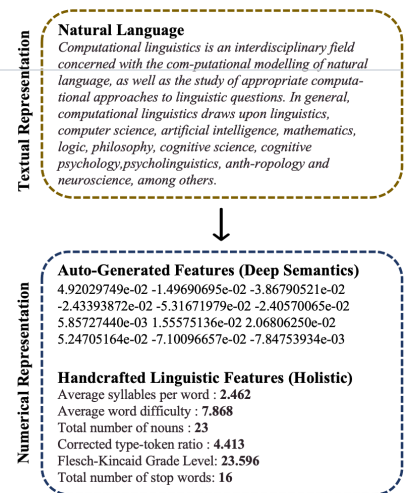 Textual Representation
Natural Language
Computational linguistics is an interdisciplinary field
concerned with the com-putational modelling of natural
language, as well as the study of appropriate computa-
tional approaches to linguistic questions. In general,
computational linguistics draws upon linguistics,
computer science, artificial intelligence, mathematics,
logic, philosophy, cognitive science, cognitive
psychology,psycholinguistics, anth-ropology and
neuroscience, among others.
Numerical Representation
Auto-Generated Features (Deep Semantics)
4.92029749e-02 -1.49690695e-02 -3.86790521e-02
-2.43393872e-02 -5.31671979e-02 -2.40570065e-02
5.85727440e-03 1.55575136e-02 2.06806250e-02
5.24705164e-02 -7.10096657e-02 -7.84753934e-03
Handcrafted Linguistic Features (Holistic)
Average syllables per word : 2.462
Average word difficulty : 7.868
Total number of nouns : 23
Corrected type-token ratio : 4.413
Flesch-Kincaid Grade Level: 23.596
Total number of stop words: 16